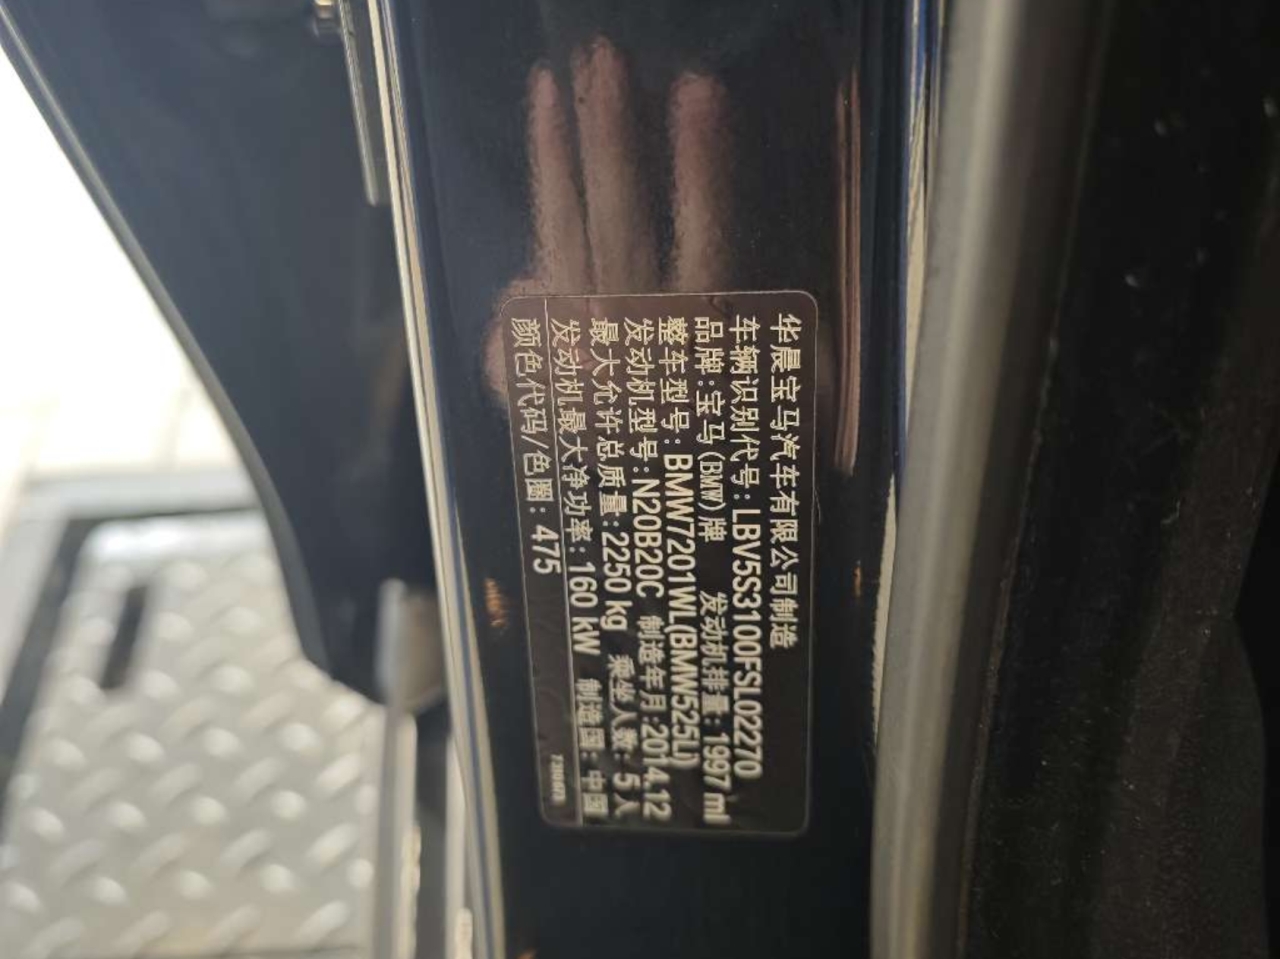 华晨宝马汽车有限公司制造
车辆识别代号:LBV5S3100FSL02270
品牌:宝马(BMW)牌 发动机排量:1997 ml
整车型号:BMW7201WL(BMW525Li)
发动机型号:N20B20C 制造年月:2014.12
最大允许总质量:2250 kg 乘坐人数:5人
发动机最大净功率:160 kW 制造国:中国
颜色代码/色圈:475